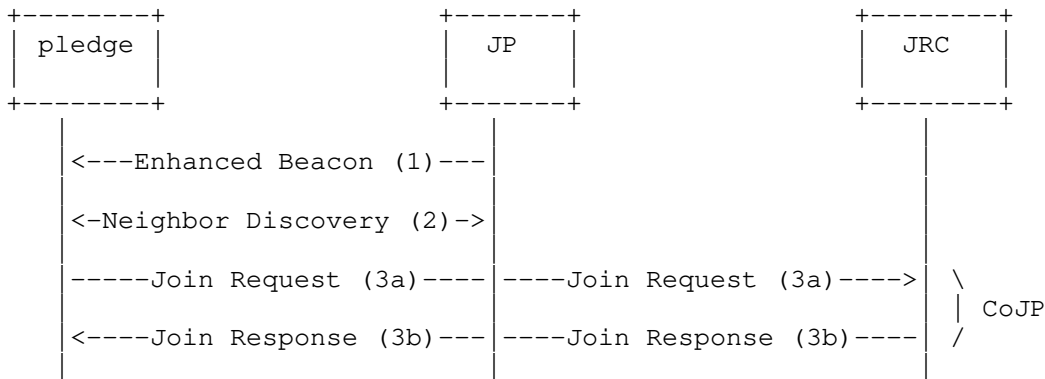 pledge JP JRC
<---Enhanced Beacon (1)---
<-Neighbor Discovery (2)->
-----Join Request (3a)----|----Join Request (3a)----> \
| CoJP
<----Join Response (3b)---|----Join Response (3b)---- /